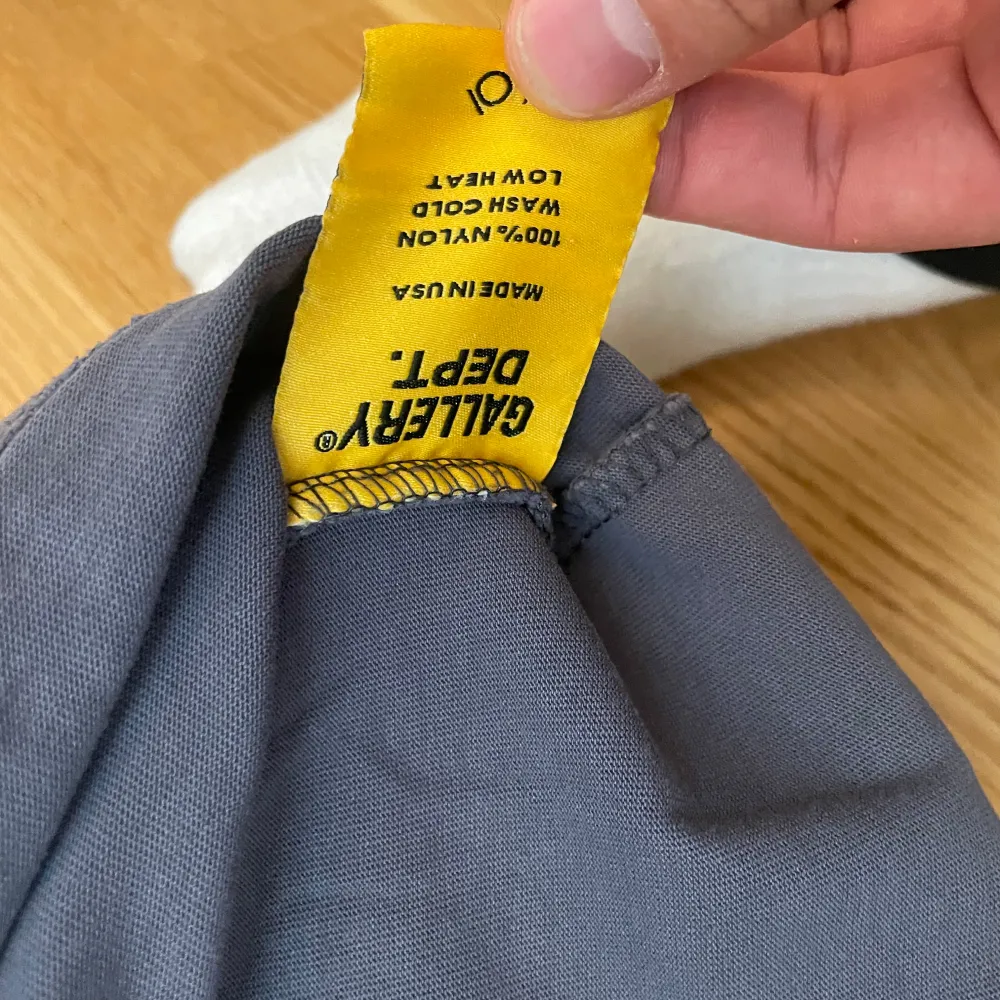 GALLERY®
DEPT.
MADE IN USA
100% NYLON
WASH COLD
LOW HEAT